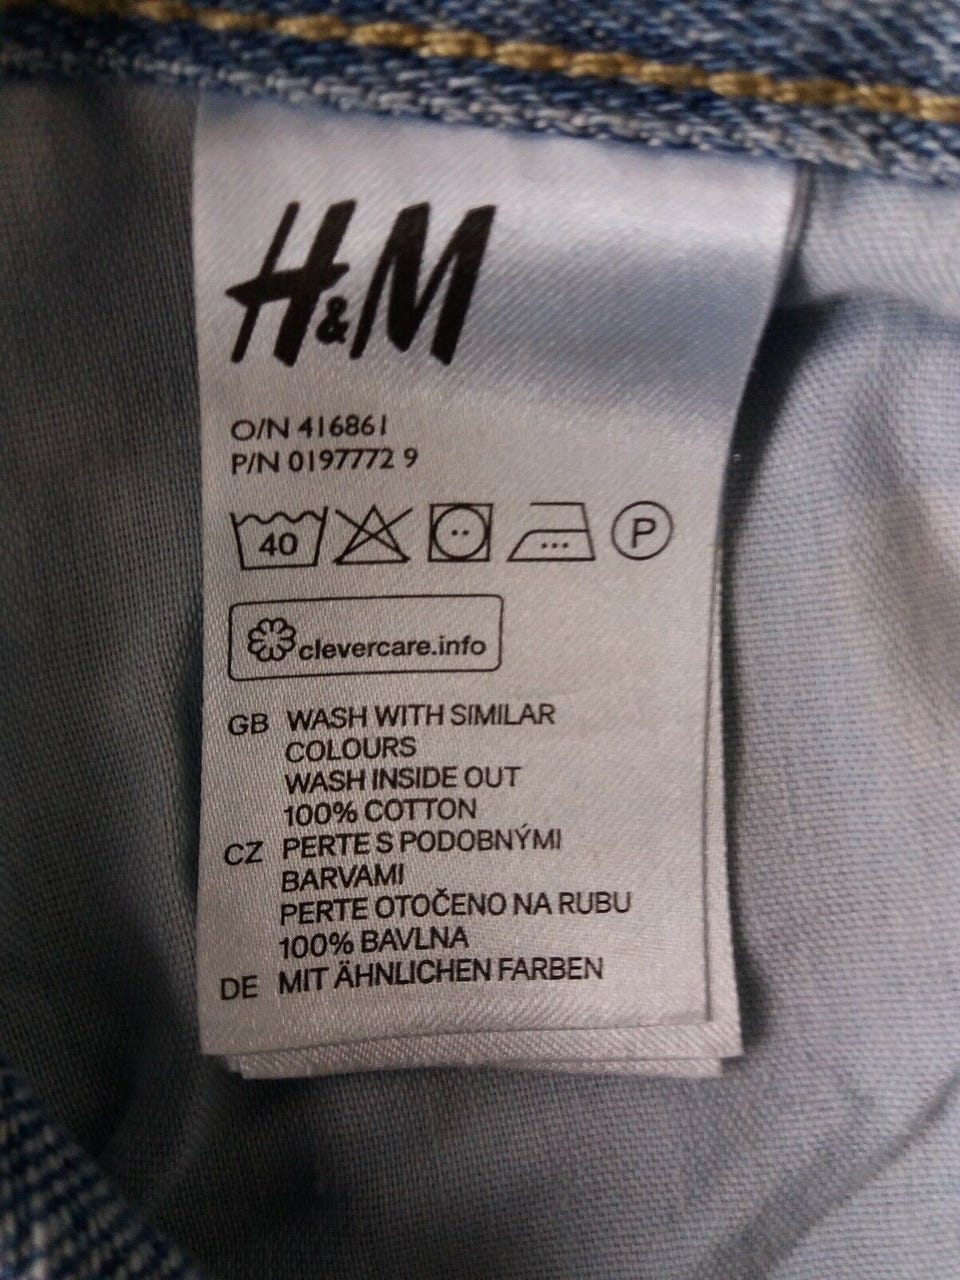 H&M
O/N 416861
P/N 0197772 9
40 P
clevercare.info
GB WASH WITH SIMILAR
COLOURS
WASH INSIDE OUT
100% COTTON
CZ PERTE S PODOBNÝMI
BARVAMI
PERTE OTOČENO NA RUBU
100% BAVLNA
DE MIT ÄHNLICHEN FARBEN